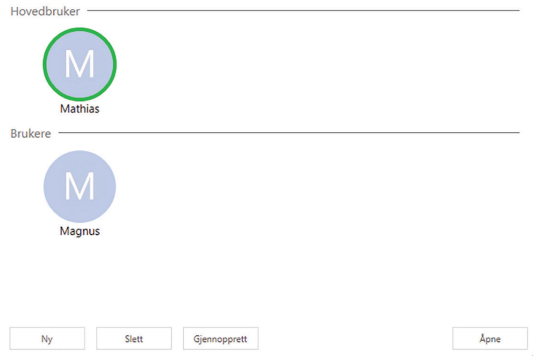 Hovedbruker
M
Mathias
Brukere
M
Magnus
Ny Slett Gjennopprett Åpne